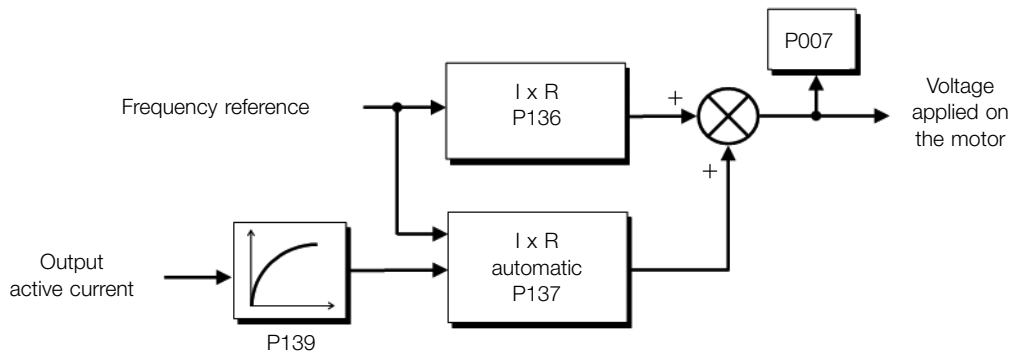 P007
Frequency reference
I x R
P136
+
Voltage
applied on
the motor
+
Output
active current
I x R
automatic
P137
P139